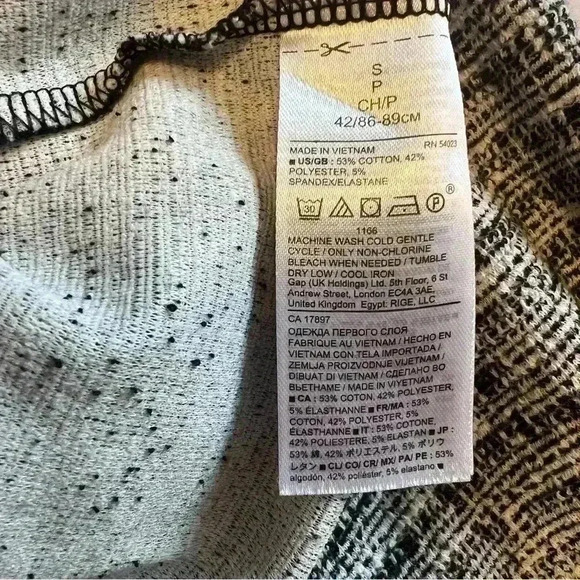 S
P
CH/P
42/86-89CM
MADE IN VIETNAM RN 54023
■ US/GB : 53% COTTON, 42%
POLYESTER, 5%
SPANDEX/ELASTANE
®
30 P
1166
MACHINE WASH COLD GENTLE
CYCLE / ONLY NON-CHLORINE
BLEACH WHEN NEEDED / TUMBLE
DRY LOW / COOL IRON
Gap (UK Holdings) Ltd. 5th Floor, 6 St
Andrew Street, London EC4A 3AE,
United Kingdom Egypt: RIGE, LLC
CA 17897
ОДЕЖДА ПЕРВОГО СЛОЯ
FABRIQUE AU VIETNAM / HECHO EN
VIETNAM CON TELA IMPORTADA /
ZEMLJA PROIZVODNJE VIJETNAM /
DIBUAT DI VIETNAM / СДЕЛАНО ВО
ВЬЕТНАМЕ / MADE IN VIYETNAM
■ CA : 53% COTON, 42% POLYESTER,
5% ÉLASTHANNE ■ FR/MA : 53%
COTON, 42% POLYESTER, 5%
ÉLASTHANNE ■ IT : 53% COTONE,
42% POLIESTERE, 5% ELASTAN ■ JP :
53% 綿, 42% ポリエステル, 5% ポリウ
レタン ■ CL/ CO/ CR/ MX/ PA/ PE : 53%
algodón, 42% poliéster, 5% elastano ■